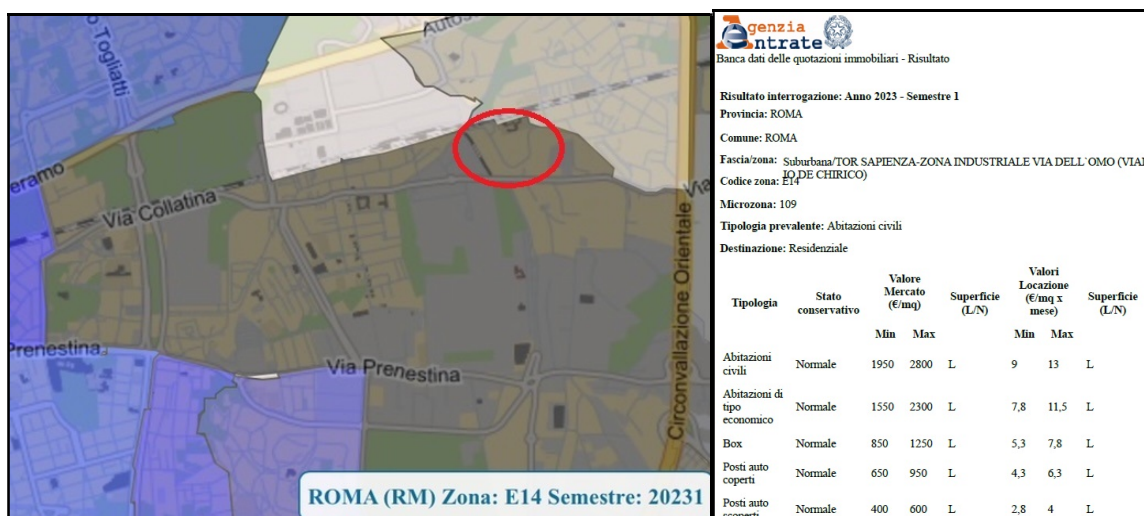 Togliatti
Autos
eramo
Via Collatina
Prenestina
Via Prenestina
Circonvallazione Orientale
Via
ROMA (RM) Zona: E14 Semestre: 20231
Agenzia
Entrate
Banca dati delle quotazioni immobiliari - Risultato
Risultato interrogazione: Anno 2023 - Semestre 1
Provincia: ROMA
Comune: ROMA
Fascia/zona: Suburbana/TOR SAPIENZA-ZONA INDUSTRIALE VIA DELL`OMO (VIAL
IO DE CHIRICO)
Codice zona: E14
Microzona: 109
Tipologia prevalente: Abitazioni civili
Destinazione: Residenziale
Valore Valori
Mercato Locazione
Tipologia Stato (€/mq) Superficie (€/mq x Superficie
conservativo (L/N) mese) (L/N)
Min Max Min Max
Abitazioni
civili Normale 1950 2800 L 9 13 L
Abitazioni di
tipo Normale 1550 2300 L 7,8 11,5 L
economico
Box Normale 850 1250 L 5,3 7,8 L
Posti auto
coperti Normale 650 950 L 4,3 6,3 L
Posti auto
scoperti Normale 400 600 L 2,8 4 L